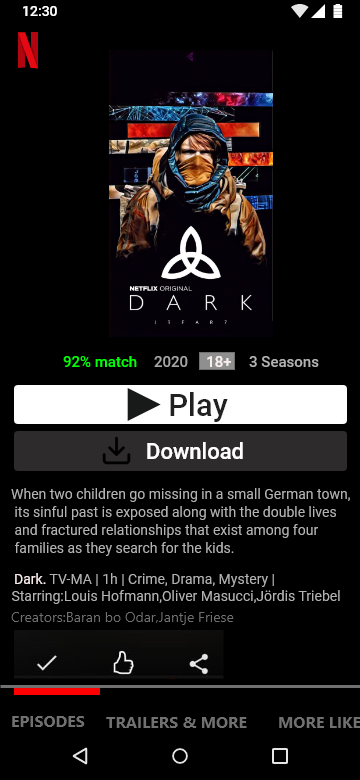 12:30
N
NETFLIX ORIGINAL
DARK
92% match 2020 18+ 3 Seasons
Play
Download
When two children go missing in a small German town,
its sinful past is exposed along with the double lives
and fractured relationships that exist among four
families as they search for the kids.
Dark. TV-MA | 1h | Crime, Drama, Mystery |
Starring:Louis Hofmann,Oliver Masucci,Jördis Triebel
Creators:Baran bo Odar,Jantje Friese
EPISODES TRAILERS & MORE MORE LIKE